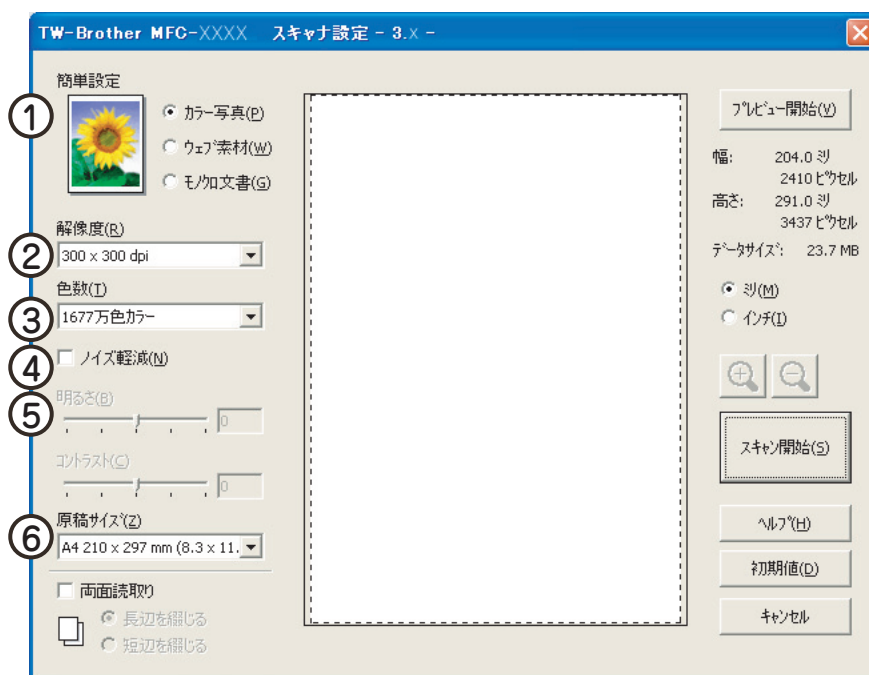 TW-Brother MFC-XXXX スキャナ設定 - 3.x -
簡単設定
①
カラー写真(P)
ウェブ素材(W)
モノクロ文書(G)
解像度(R)
② 300 x 300 dpi
色数(T)
③ 1677万色カラー
④ ノイズ軽減(N)
明るさ(B)
⑤ 0
コントラスト(C)
0
原稿サイズ(Z)
⑥ A4 210 x 297 mm (8.3 x 11.
両面読取り
長辺を綴じる
短辺を綴じる
プレビュー開始(V)
幅: 204.0 ミリ
2410 ピクセル
高さ: 291.0 ミリ
3437 ピクセル
データサイズ: 23.7 MB
ミリ(M)
インチ(I)
スキャン開始(S)
ヘルプ(H)
初期値(D)
キャンセル